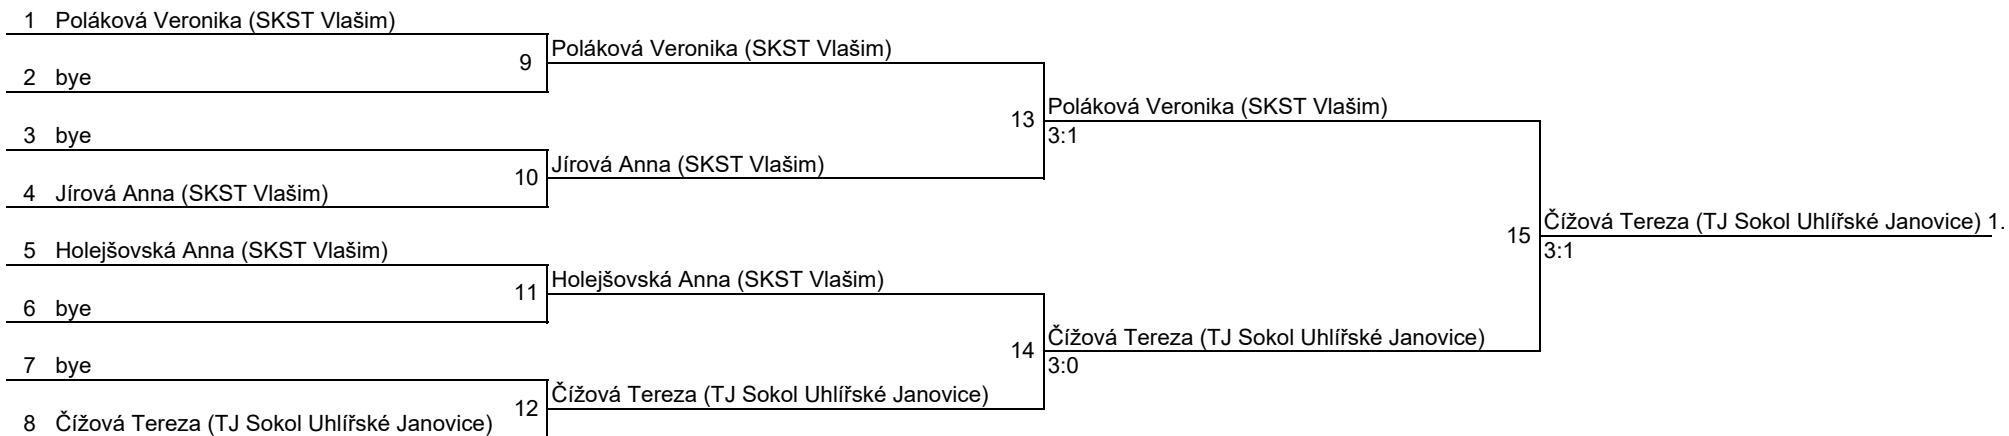 1 Poláková Veronika (SKST Vlašim)
Poláková Veronika (SKST Vlašim)
9
2 bye
Poláková Veronika (SKST Vlašim)
13
3:1
3 bye
Jírová Anna (SKST Vlašim)
10
4 Jírová Anna (SKST Vlašim)
Čížová Tereza (TJ Sokol Uhlířské Janovice) 1.
15
3:1
5 Holejšovská Anna (SKST Vlašim)
Holejšovská Anna (SKST Vlašim)
11
6 bye
Čížová Tereza (TJ Sokol Uhlířské Janovice)
14
3:0
7 bye
Čížová Tereza (TJ Sokol Uhlířské Janovice)
12
8 Čížová Tereza (TJ Sokol Uhlířské Janovice)